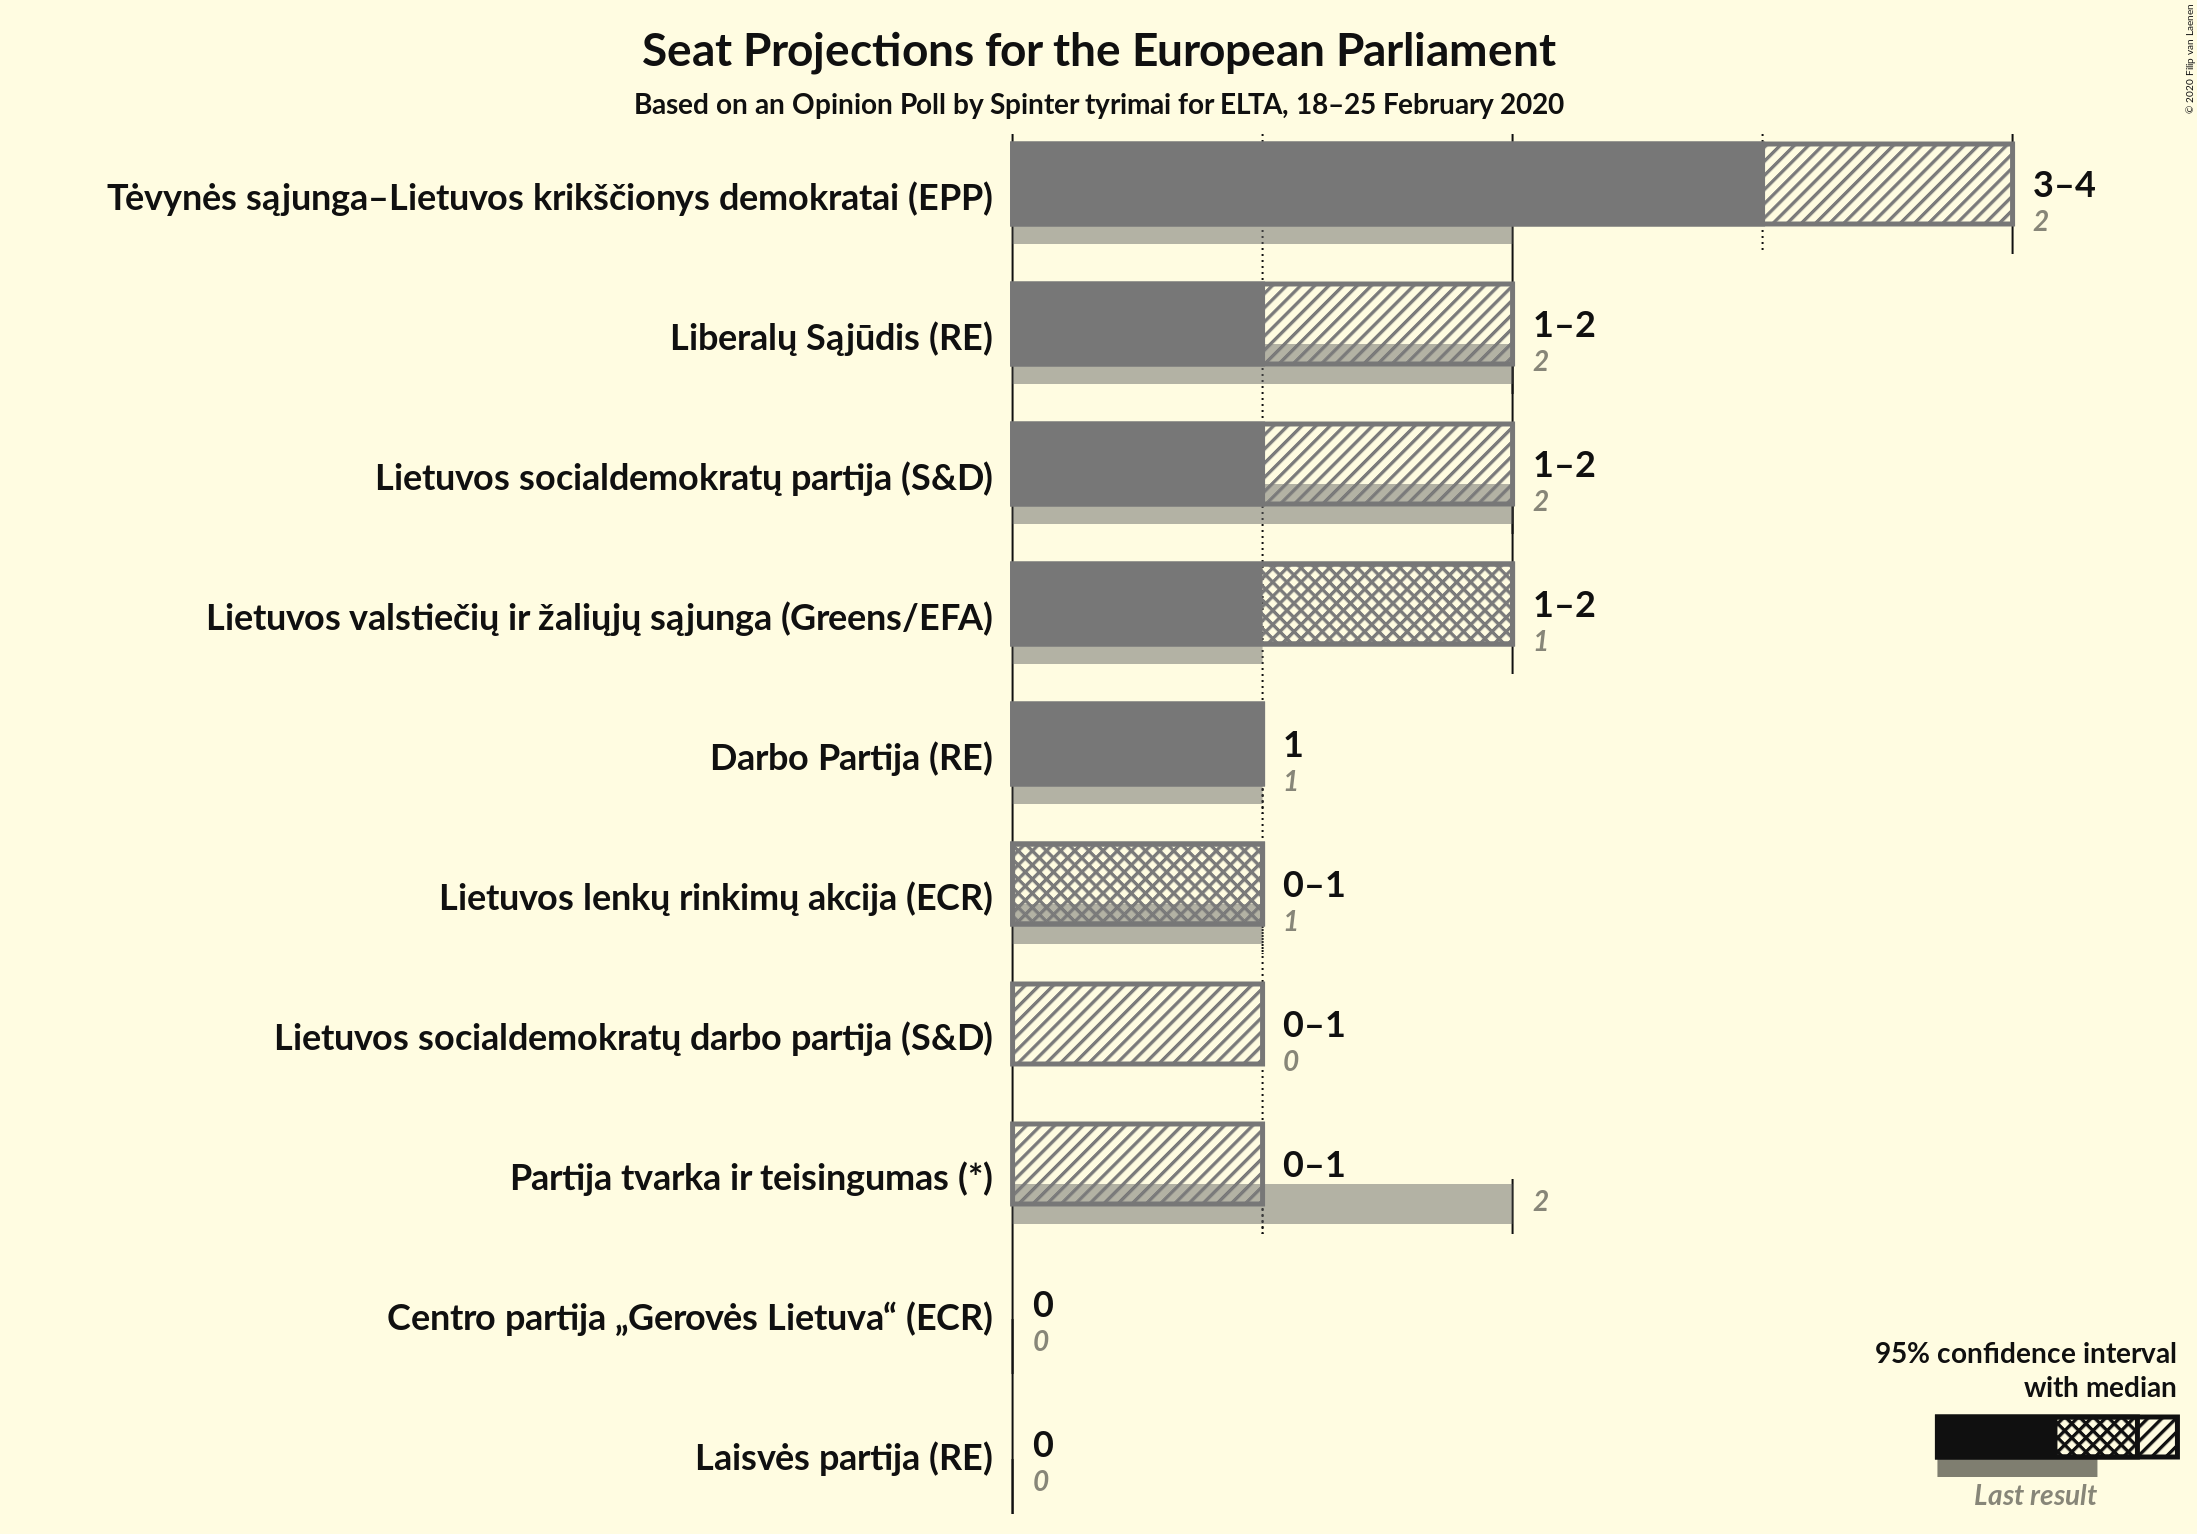 Seat Projections for the European Parliament
Based on an Opinion Poll by Spinter tyrimai for ELTA, 18–25 February 2020
© 2020 Filip van Laenen
Tėvynės sąjunga–Lietuvos krikščionys demokratai (EPP)
3–4
2
Liberalų Sąjūdis (RE)
1–2
2
Lietuvos socialdemokratų partija (S&D)
1–2
2
Lietuvos valstiečių ir žaliųjų sąjunga (Greens/EFA)
1–2
1
Darbo Partija (RE)
1
1
Lietuvos lenkų rinkimų akcija (ECR)
0–1
1
Lietuvos socialdemokratų darbo partija (S&D)
0–1
0
Partija tvarka ir teisingumas (*)
0–1
2
Centro partija „Gerovės Lietuva“ (ECR)
0
0
Laisvės partija (RE)
0
0
95% confidence interval
with median
Last result